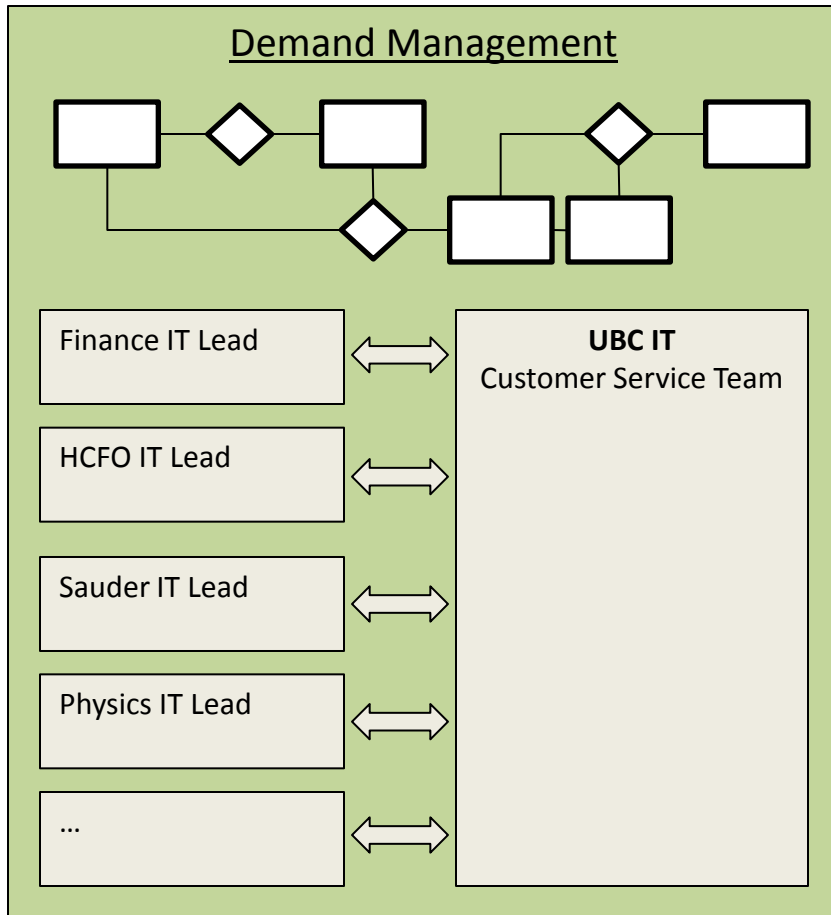 Demand Management
Finance IT Lead
HCFO IT Lead
Sauder IT Lead
Physics IT Lead
...
UBC IT
Customer Service Team